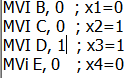 MVI B, 0 ; x1=0
MVI C, 0 ; x2=1
MVI D, 1 ; x3=1
MVi E, 0 ; x4=0